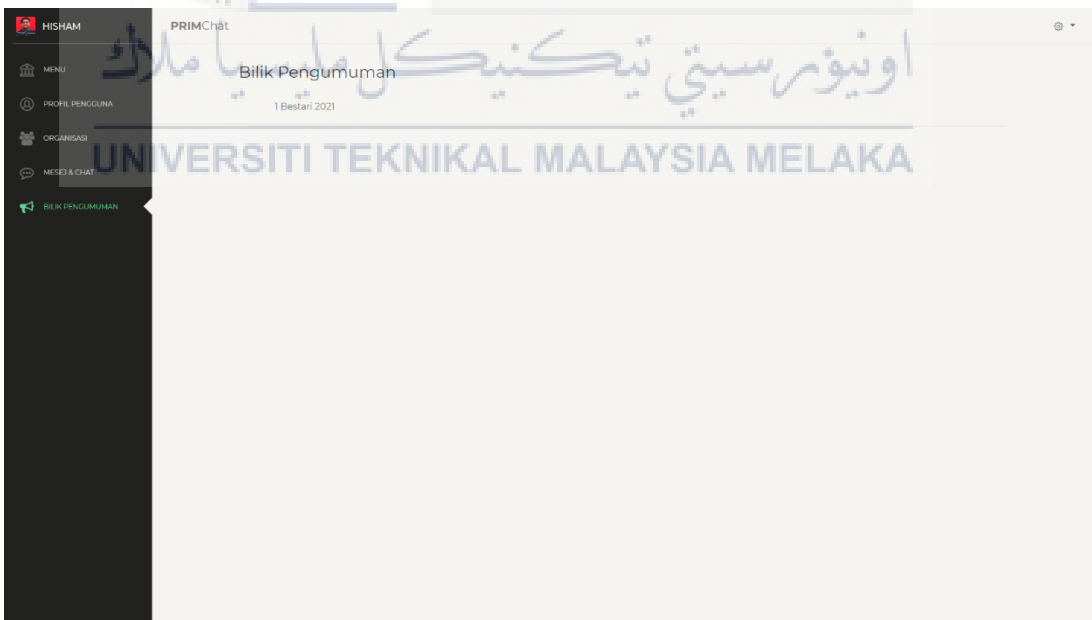 HISHAM
PRIMChat
MENU
Bilik Pengumuman
PROFIL PENGGUNA
1 Bestari 2021
ORGANISASI
MESEJ & CHAT
BILIK PENGUMUMAN
اونيۏرسيتي تيكنيكل مليسيا ملاك
UNIVERSITI TEKNIKAL MALAYSIA MELAKA